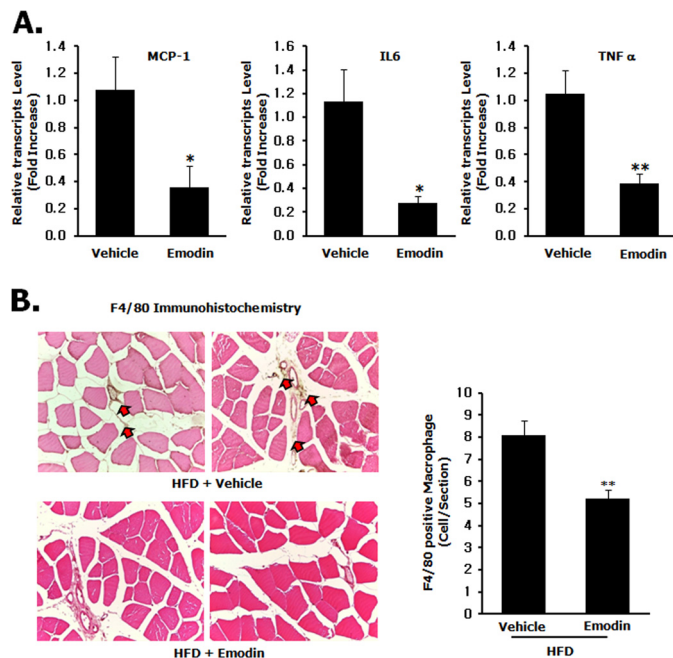 A.
MCP-1
Relative transcripts Level
(Fold Increase)
1.4
1.2
1.0
0.8
0.6
0.4
0.2
0.0
*
Vehicle
Emodin
IL6
Relative transcripts Level
(Fold Increase)
1.6
1.4
1.2
1.0
0.8
0.6
0.4
0.2
0.0
*
Vehicle
Emodin
TNF α
Relative transcripts Level
(Fold Increase)
1.4
1.2
1.0
0.8
0.6
0.4
0.2
0.0
**
Vehicle
Emodin
B.
F4/80 Immunohistochemistry
HFD + Vehicle
HFD + Emodin
F4/80 positive Macrophage
(Cell/Section)
10
9
8
7
6
5
4
3
2
1
0
**
Vehicle
Emodin
HFD